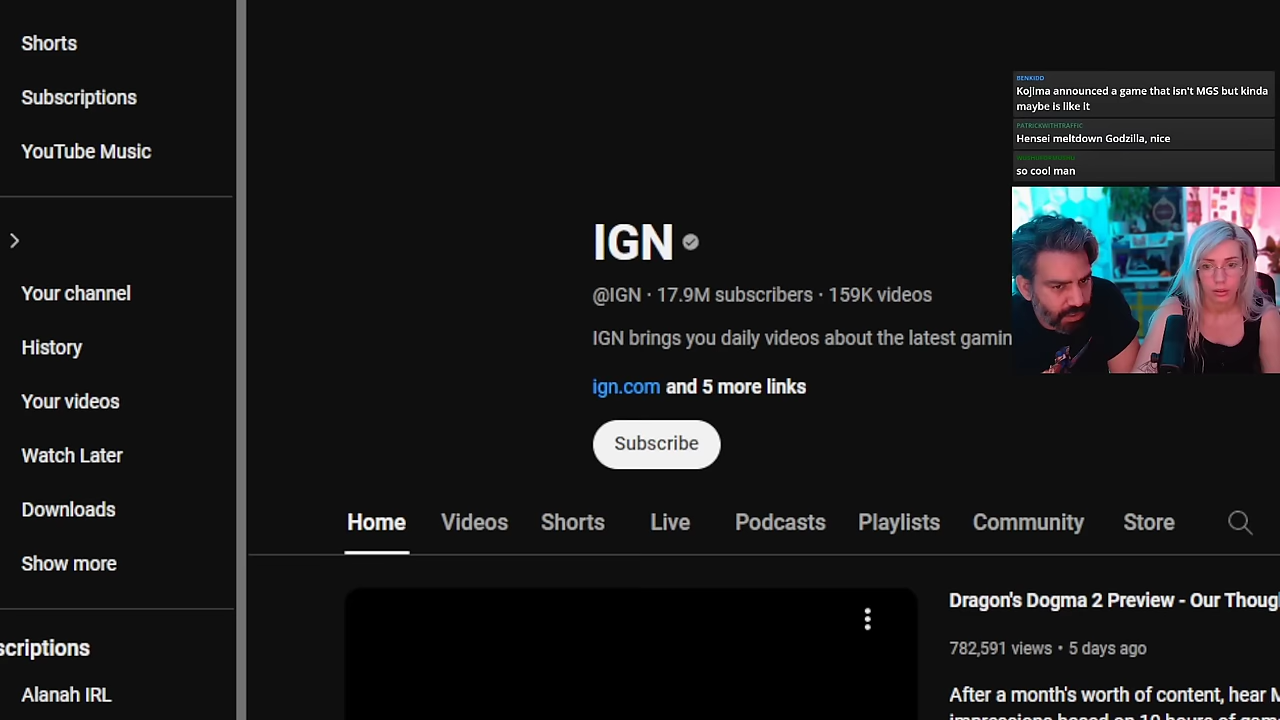 Shorts
Subscriptions
YouTube Music
Your channel
History
Your videos
Watch Later
Downloads
Show more
scriptions
Alanah IRL
IGN
@IGN · 17.9M subscribers · 159K videos
IGN brings you daily videos about the latest gamin
ign.com and 5 more links
Subscribe
Home Videos Shorts Live Podcasts Playlists Community Store
Dragon's Dogma 2 Preview - Our Thoug
782,591 views • 5 days ago
After a month's worth of content, hear M
BENKIDD
Kojima announced a game that isn't MGS but kinda
maybe is like it
PATRICKWITHTRAFFIC
Hensei meltdown Godzilla, nice
so cool man